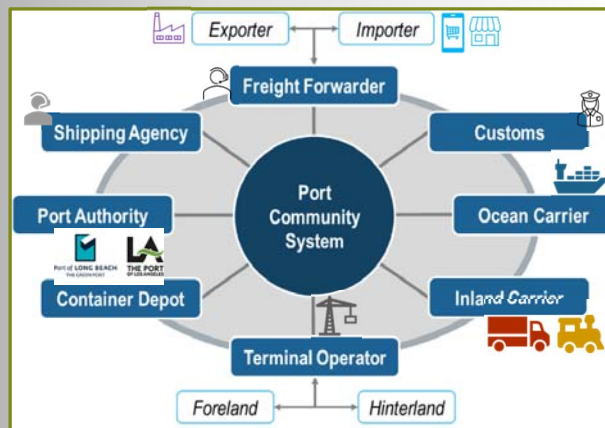 Exporter
Importer
Freight Forwarder
Shipping Agency
Customs
Port
Community
System
Port Authority
Ocean Carrier
Port of LONG BEACH
THE GREEN PORT
LA
THE PORT
OF LOS ANGELES
Container Depot
Inland Carrier
Terminal Operator
Foreland
Hinterland